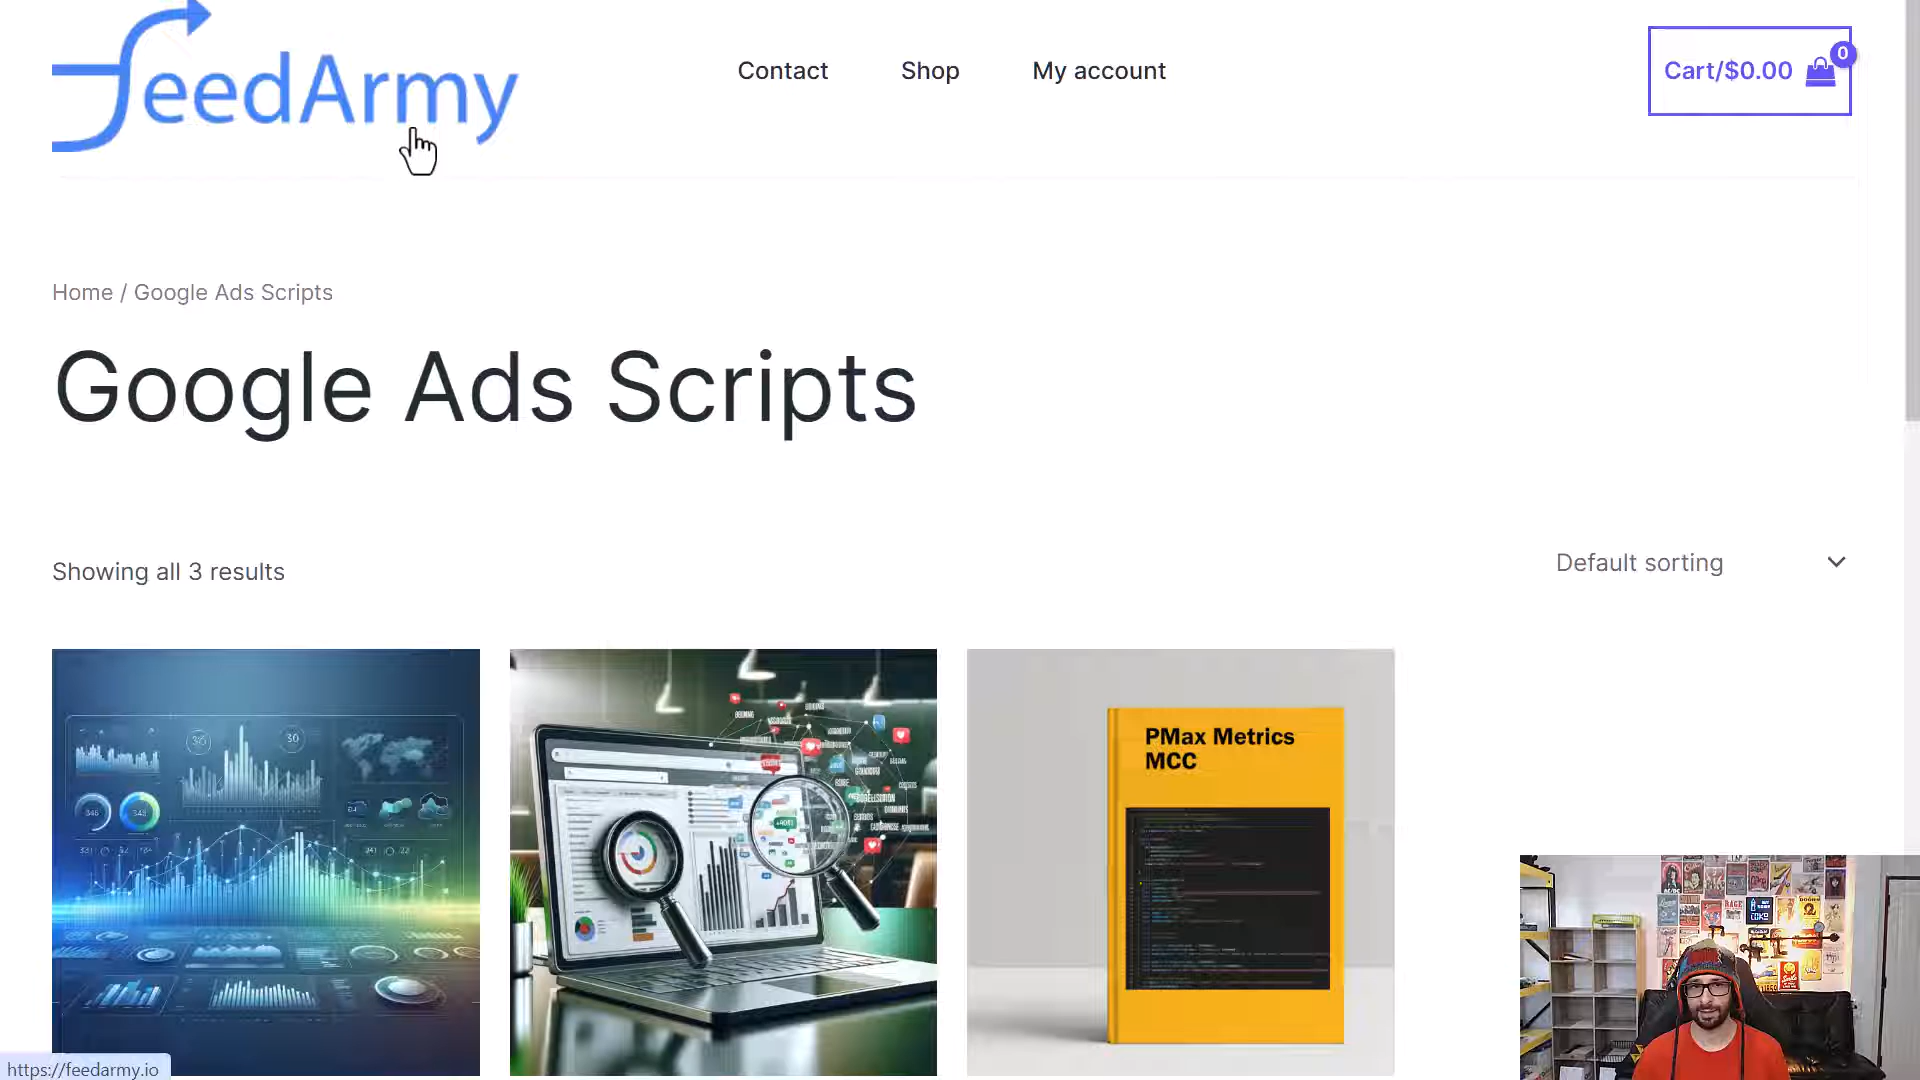 feedArmy
Contact
Shop
My account
Cart/$0.00
0
Home / Google Ads Scripts
Google Ads Scripts
Showing all 3 results
Default sorting
PMax Metrics
MCC
https://feedarmy.io